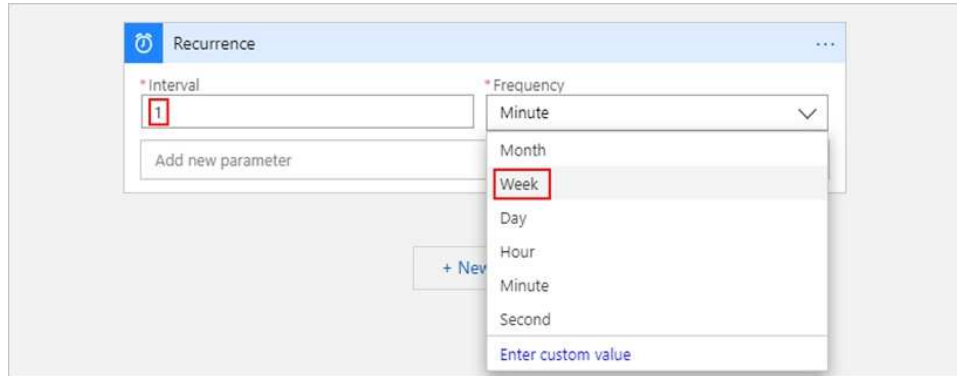 Recurrence
* Interval
* Frequency
1
Minute
Add new parameter
Month
Week
Day
Hour
+ New
Minute
Second
Enter custom value